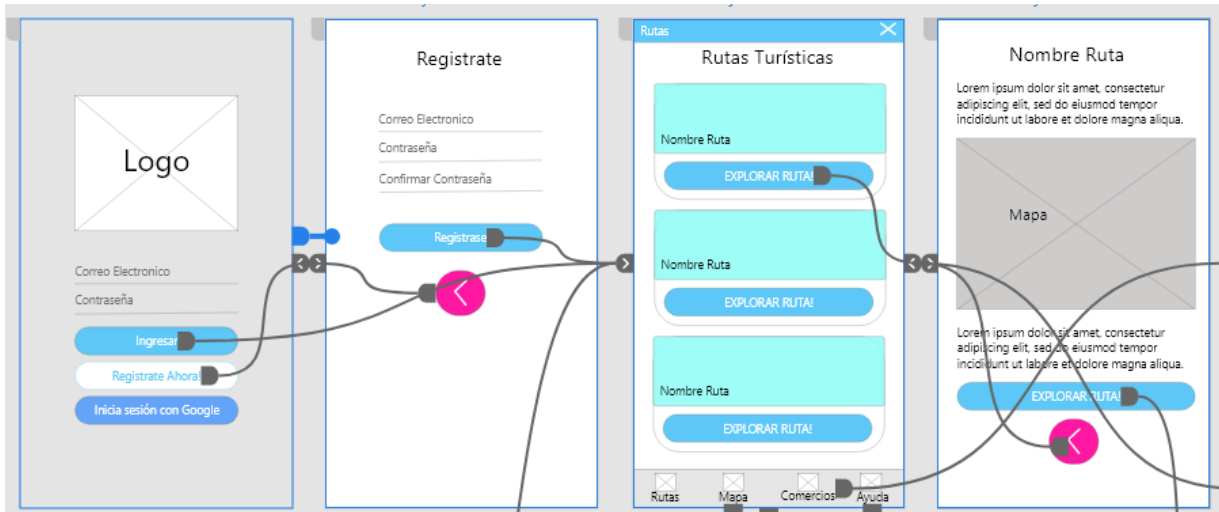 Logo
Correo Electronico
Contraseña
Ingresar
Registrate Ahora!
Inicia sesión con Google
Registrate
Correo Electronico
Contraseña
Confirmar Contraseña
Registrase
Rutas
Rutas Turísticas
Nombre Ruta
EXPLORAR RUTA!
Nombre Ruta
EXPLORAR RUTA!
Nombre Ruta
EXPLORAR RUTA!
Rutas Mapa Comercios Ayuda
Nombre Ruta
Lorem ipsum dolor sit amet, consectetur
adipiscing elit, sed do eiusmod tempor
incididunt ut labore et dolore magna aliqua.
Mapa
Lorem ipsum dolor sit amet, consectetur
adipiscing elit, sed do eiusmod tempor
incididunt ut labore et dolore magna aliqua.
EXPLORAR RUTA!